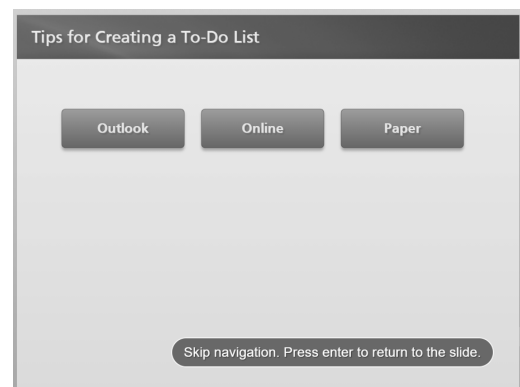 Tips for Creating a To-Do List
Outlook Online Paper
Skip navigation. Press enter to return to the slide.